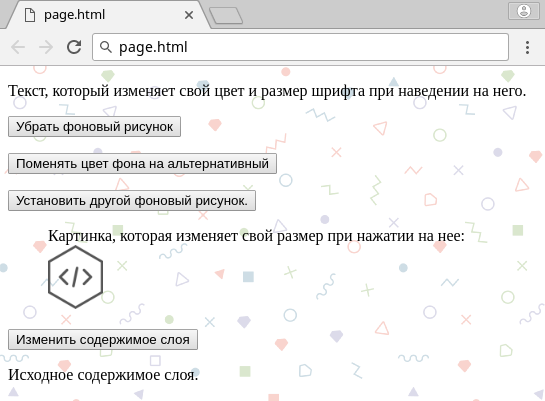 page.html
page.html
Текст, который изменяет свой цвет и размер шрифта при наведении на него.
Убрать фоновый рисунок
Поменять цвет фона на альтернативный
Установить другой фоновый рисунок.
Картинка, которая изменяет свой размер при нажатии на нее:
</>
Изменить содержимое слоя
Исходное содержимое слоя.